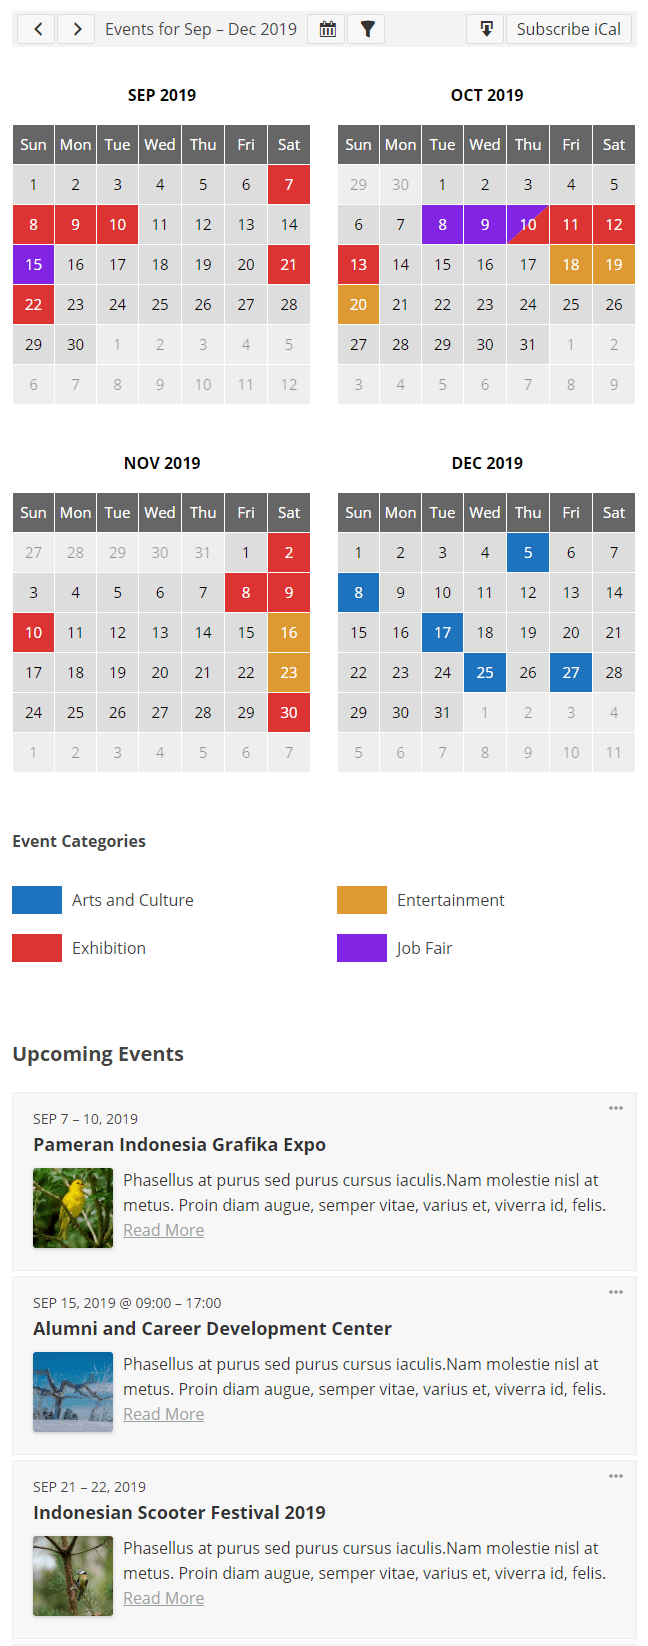 Events for Sep – Dec 2019
Subscribe iCal
SEP 2019
Sun Mon Tue Wed Thu Fri Sat
1 2 3 4 5 6 7
8 9 10 11 12 13 14
15 16 17 18 19 20 21
22 23 24 25 26 27 28
29 30 1 2 3 4 5
6 7 8 9 10 11 12
OCT 2019
Sun Mon Tue Wed Thu Fri Sat
29 30 1 2 3 4 5
6 7 8 9 10 11 12
13 14 15 16 17 18 19
20 21 22 23 24 25 26
27 28 29 30 31 1 2
3 4 5 6 7 8 9
NOV 2019
Sun Mon Tue Wed Thu Fri Sat
27 28 29 30 31 1 2
3 4 5 6 7 8 9
10 11 12 13 14 15 16
17 18 19 20 21 22 23
24 25 26 27 28 29 30
1 2 3 4 5 6 7
DEC 2019
Sun Mon Tue Wed Thu Fri Sat
1 2 3 4 5 6 7
8 9 10 11 12 13 14
15 16 17 18 19 20 21
22 23 24 25 26 27 28
29 30 31 1 2 3 4
5 6 7 8 9 10 11
Event Categories
Arts and Culture
Entertainment
Exhibition
Job Fair
Upcoming Events
SEP 7 – 10, 2019
Pameran Indonesia Grafika Expo
Phasellus at purus sed purus cursus iaculis.Nam molestie nisl at
metus. Proin diam augue, semper vitae, varius et, viverra id, felis.
Read More
SEP 15, 2019 @ 09:00 – 17:00
Alumni and Career Development Center
Phasellus at purus sed purus cursus iaculis.Nam molestie nisl at
metus. Proin diam augue, semper vitae, varius et, viverra id, felis.
Read More
SEP 21 – 22, 2019
Indonesian Scooter Festival 2019
Phasellus at purus sed purus cursus iaculis.Nam molestie nisl at
metus. Proin diam augue, semper vitae, varius et, viverra id, felis.
Read More